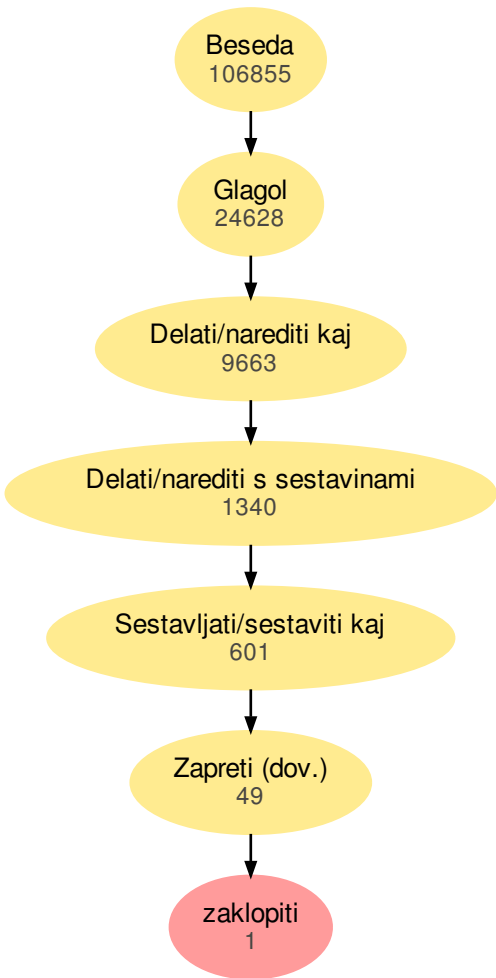 Beseda
106855
Glagol
24628
Delati/narediti kaj
9663
Delati/narediti s sestavinami
1340
Sestavljati/sestaviti kaj
601
Zapreti (dov.)
49
zaklopiti
1